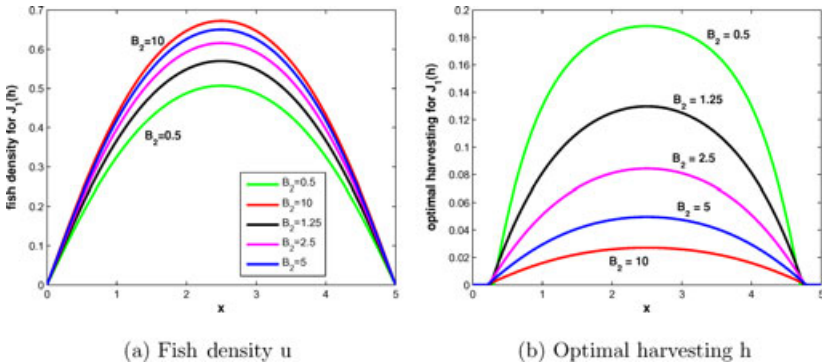 0.7
0.6
0.5
0.4
0.3
0.2
0.1
0
fish density for J₁(h)
B₂=10
B₂=0.5
B₂=0.5
B₂=10
B₂=1.25
B₂=2.5
B₂=5
0 1 2 3 4 5
x
(a) Fish density u
0.2
0.18
0.16
0.14
0.12
0.1
0.08
0.06
0.04
0.02
0
optimal harvesting for J₁(h)
B₂ = 0.5
B₂ = 1.25
B₂ = 2.5
B₂ = 5
B₂ = 10
0 1 2 3 4 5
x
(b) Optimal harvesting h